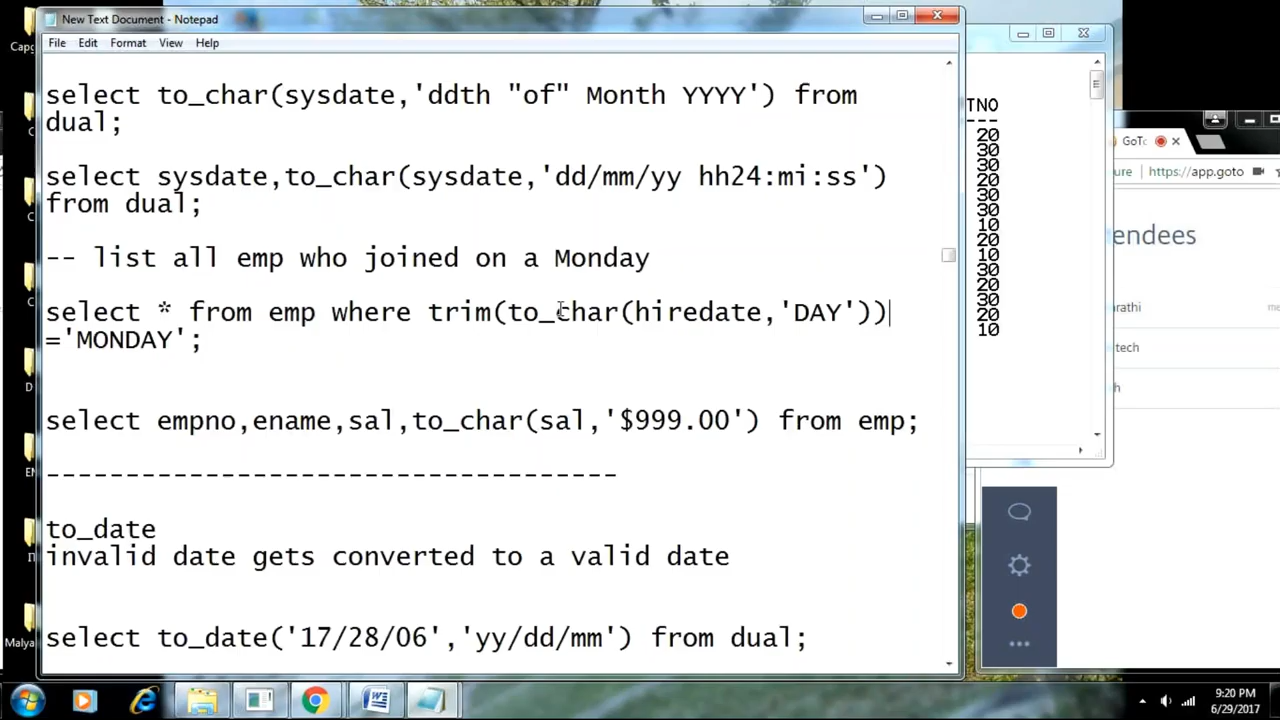 New Text Document - Notepad
File Edit Format View Help
select to_char(sysdate,'ddth "of" Month YYYY') from
dual;
select sysdate,to_char(sysdate,'dd/mm/yy hh24:mi:ss')
from dual;
-- list all emp who joined on a Monday
select * from emp where trim(to_char(hiredate,'DAY'))
='MONDAY';
select empno,ename,sal,to_char(sal,'$999.00') from emp;
------------------------------------
to_date
invalid date gets converted to a valid date
select to_date('17/28/06','yy/dd/mm') from dual;
TNO
---
20
30
30
20
30
30
10
20
10
30
20
30
20
10
GoTo
ure https://app.goto
endees
arathi
tech
h
Capg
Malya
9:20 PM
6/29/2017